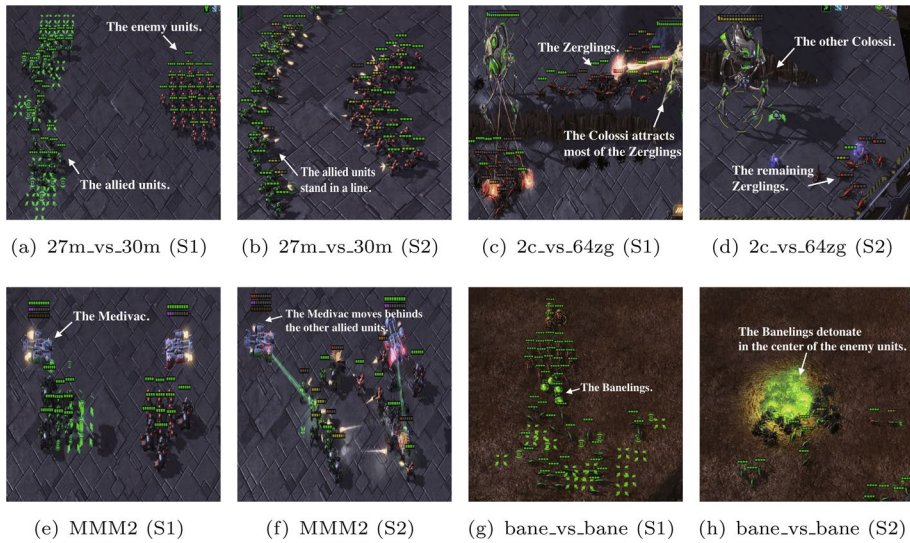 The enemy units.
The allied units.
The allied units
stand in a line.
The Zerglings.
The Colossi attracts
most of the Zerglings
The other Colossi.
The remaining
Zerglings.
(a) 27m_vs_30m (S1)
(b) 27m_vs_30m (S2)
(c) 2c_vs_64zg (S1)
(d) 2c_vs_64zg (S2)
The Medivac.
The Medivac moves behinds
the other allied units.
The Banelings.
The Banelings detonate
in the center of the enemy units.
(e) MMM2 (S1)
(f) MMM2 (S2)
(g) bane_vs_bane (S1)
(h) bane_vs_bane (S2)